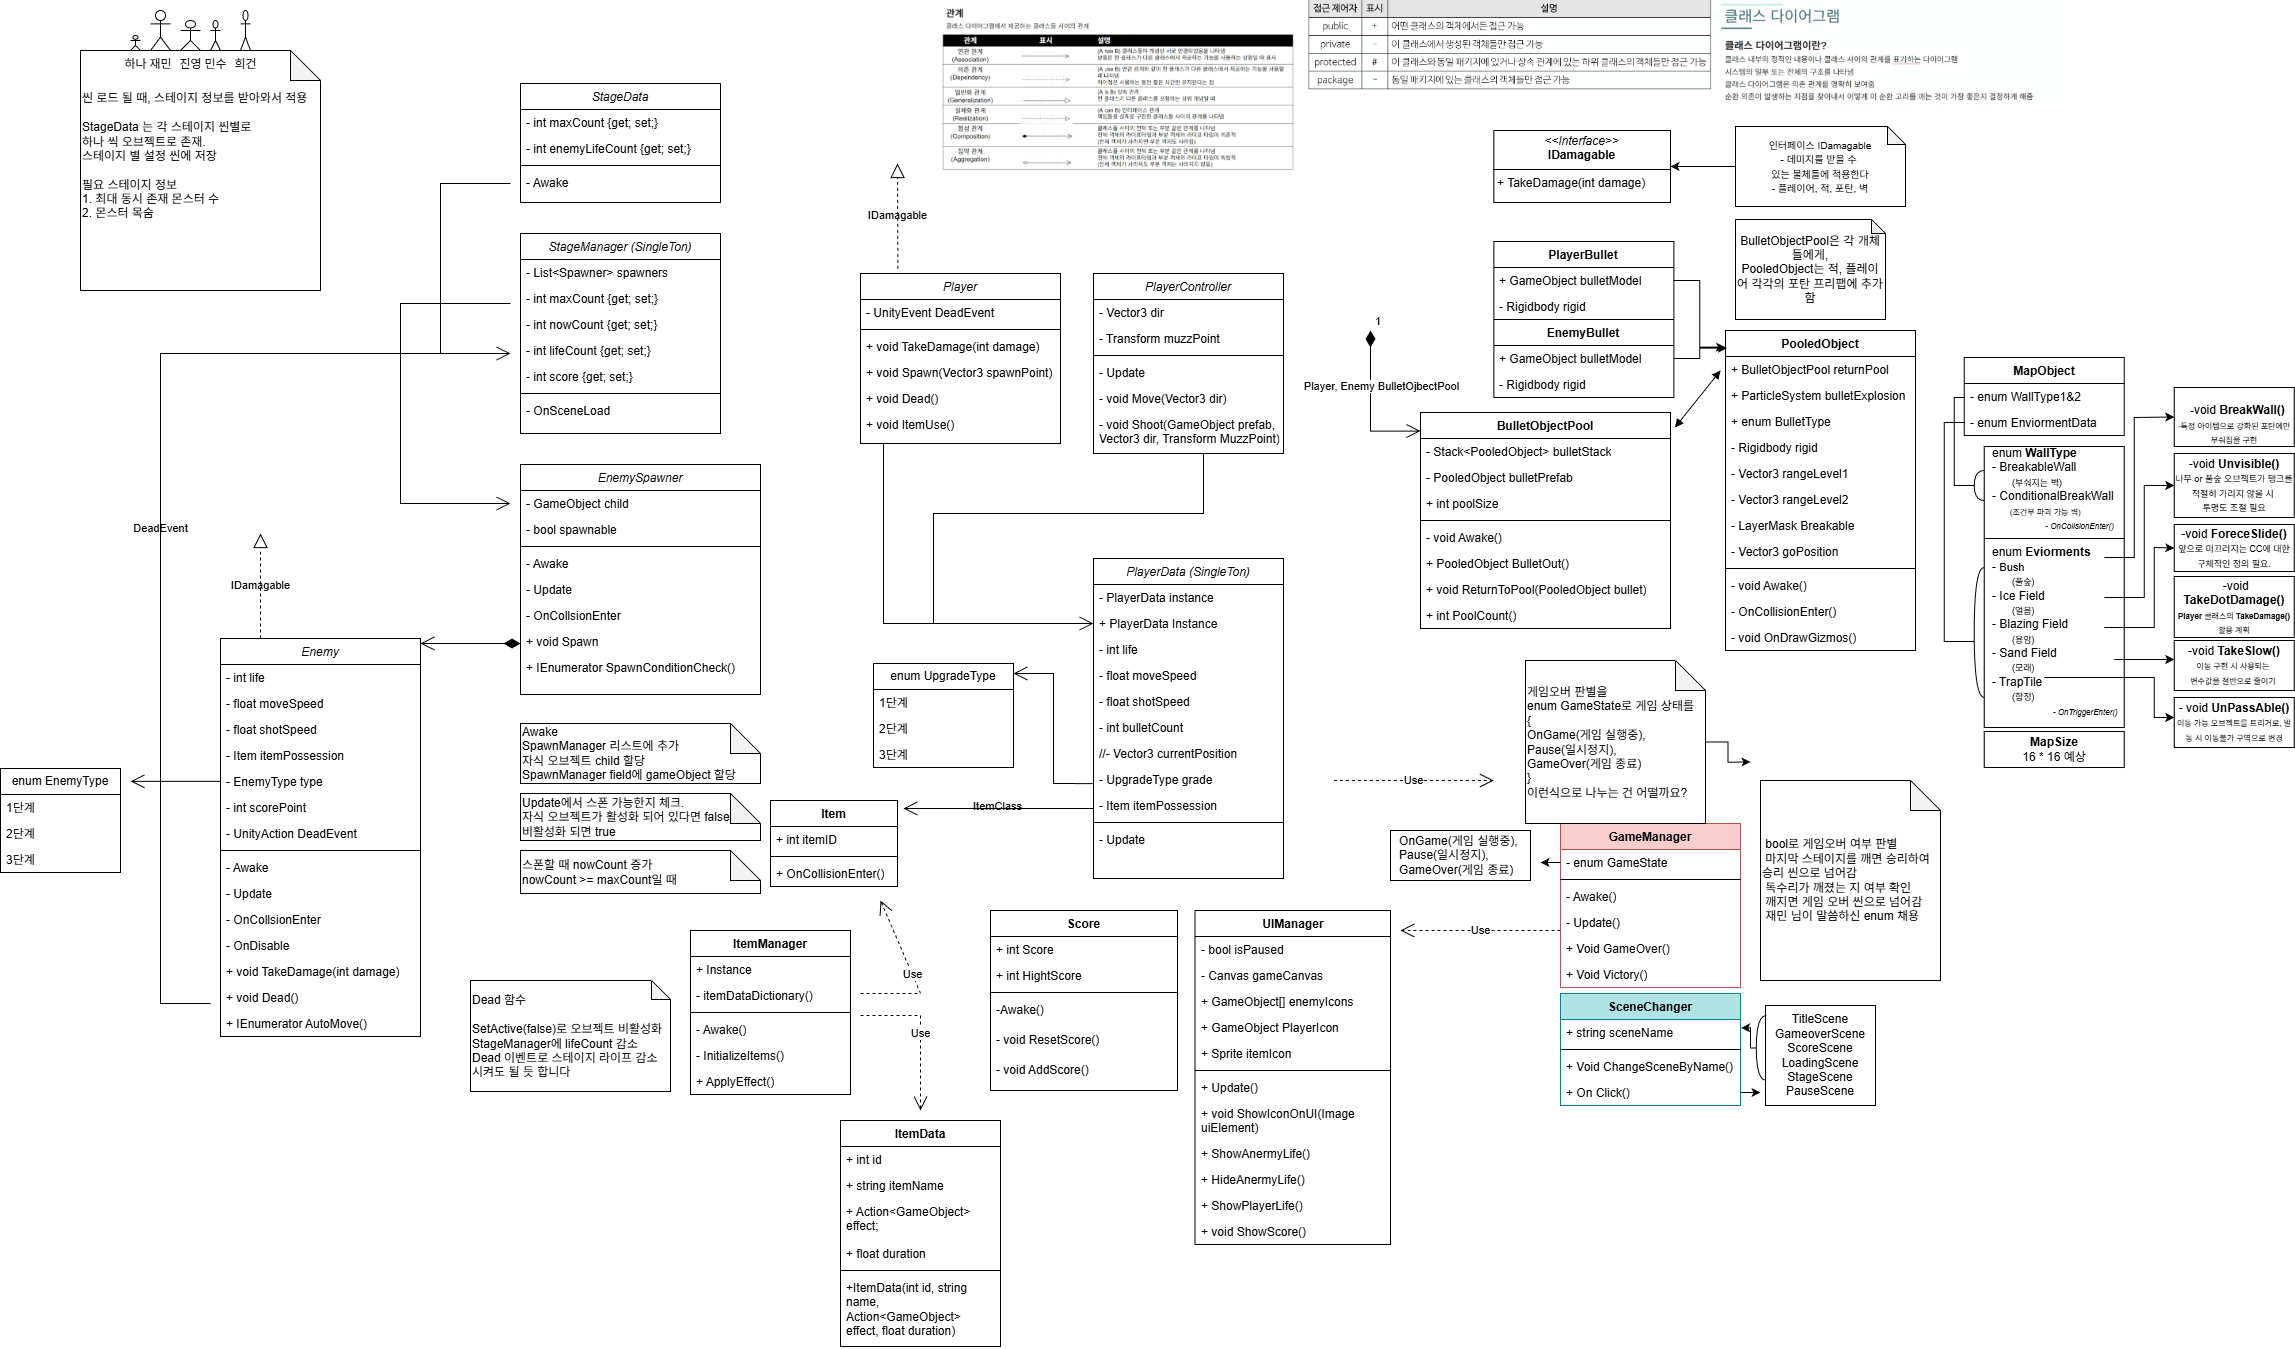 하나 재민 진영 민수 희건
씬 로드 될 때, 스테이지 정보를 받아와서 적용
StageData 는 각 스테이지 씬별로
하나 씩 오브젝트로 존재.
스테이지 별 설정 씬에 저장
필요 스테이지 정보
1. 최대 동시 존재 몬스터 수
2. 몬스터 목숨
StageData
- int maxCount {get; set;}
- int enemyLifeCount {get; set;}
- Awake
StageManager (SingleTon)
- List<Spawner> spawners
- int maxCount {get; set;}
- int nowCount {get; set;}
- int lifeCount {get; set;}
- int score {get; set;}
- OnSceneLoad
EnemySpawner
- GameObject child
- bool spawnable
- Awake
- Update
- OnCollsionEnter
+ void Spawn
+ IEnumerator SpawnConditionCheck()
DeadEvent
IDamagable
Enemy
- int life
- float moveSpeed
- float shotSpeed
- Item itemPossession
- EnemyType type
- int scorePoint
- UnityAction DeadEvent
- Awake
- Update
- OnCollsionEnter
- OnDisable
+ void TakeDamage(int damage)
+ void Dead()
+ IEnumerator AutoMove()
enum EnemyType
1단계
2단계
3단계
Awake
SpawnManager 리스트에 추가
자식 오브젝트 child 할당
SpawnManager field에 gameObject 할당
Update에서 스폰 가능한지 체크.
자식 오브젝트가 활성화 되어 있다면 false
비활성화 되면 true
스폰할 때 nowCount 증가
nowCount >= maxCount일 때
Dead 함수
SetActive(false)로 오브젝트 비활성화
StageManager에 lifeCount 감소
Dead 이벤트로 스테이지 라이프 감소
시켜도 될 듯 합니다
관계
클래스 다이어그램에서 제공하는 클래스들 사이의 관계
관계 표시 설명
연관 관계
(Association)
의존 관계
(Dependency)
일반화 관계
(Generalization)
실체화 관계
(Realization)
합성 관계
(Composition)
집약 관계
(Aggregation)
접근 제어자 표시 설명
public + 어떤 클래스의 객체에서든 접근 가능
private - 이 클래스에서 생성된 객체들만 접근 가능
protected # 이 클래스와 동일 패키지에 있거나 상속 관계에 있는 하위 클래스의 객체들만 접근 가능
package ~ 동일 패키지에 있는 클래스의 객체들만 접근 가능
클래스 다이어그램
클래스 다이어그램이란?
클래스 내부의 정적인 내용이나 클래스 사이의 관계를 표기하는 다이어그램
시스템의 일부 또는 전체의 구조를 나타냄
클래스 다이어그램은 의존 관계를 명확히 보여줌
순환 의존이 발생하는 지점을 찾아내서 어떻게 이 순환 고리를 깨는 것이 가장 좋은지 결정하게 해줌
IDamagable
Player
- UnityEvent DeadEvent
+ void TakeDamage(int damage)
+ void Spawn(Vector3 spawnPoint)
+ void Dead()
+ void ItemUse()
PlayerController
- Vector3 dir
- Transform muzzPoint
- Update
- void Move(Vector3 dir)
- void Shoot(GameObject prefab,
Vector3 dir, Transform MuzzPoint)
PlayerData (SingleTon)
- PlayerData instance
+ PlayerData Instance
- int life
- float moveSpeed
- float shotSpeed
- int bulletCount
//- Vector3 currentPosition
- UpgradeType grade
- Item itemPossession
- Update
enum UpgradeType
1단계
2단계
3단계
ItemClass
Item
+ int itemID
+ OnCollisionEnter()
Use
ItemManager
+ Instance
- itemDataDictionary()
- Awake()
- InitializeItems()
+ ApplyEffect()
Use
ItemData
+ int id
+ string itemName
+ Action<GameObject>
effect;
+ float duration
+ItemData(int id, string
name,
Action<GameObject>
effect, float duration)
Score
+ int Score
+ int HightScore
-Awake()
- void ResetScore()
- void AddScore()
UIManager
- bool isPaused
- Canvas gameCanvas
+ GameObject[] enemyIcons
+ GameObject PlayerIcon
+ Sprite itemIcon
+ Update()
+ void ShowIconOnUI(Image
uiElement)
+ ShowAnermyLife()
+ HideAnermyLife()
+ ShowPlayerLife()
+ void ShowScore()
<<Interface>>
IDamagable
+ TakeDamage(int damage)
인터페이스 IDamagable
- 데미지를 받을 수
있는 물체들에 적용한다
- 플레이어, 적, 포탄, 벽
BulletObjectPool은 각 개체
들에게,
PooledObject는 적, 플레이
어 각각의 포탄 프리팹에 추가
함
PlayerBullet
+ GameObject bulletModel
- Rigidbody rigid
EnemyBullet
+ GameObject bulletModel
- Rigidbody rigid
1
Player, Enemy BulletOjbectPool
BulletObjectPool
- Stack<PooledObject> bulletStack
- PooledObject bulletPrefab
+ int poolSize
- void Awake()
+ PooledObject BulletOut()
+ void ReturnToPool(PooledObject bullet)
+ int PoolCount()
PooledObject
+ BulletObjectPool returnPool
+ ParticleSystem bulletExplosion
+ enum BulletType
- Rigidbody rigid
- Vector3 rangeLevel1
- Vector3 rangeLevel2
- LayerMask Breakable
- Vector3 goPosition
- void Awake()
- OnCollisionEnter()
- void OnDrawGizmos()
MapObject
- enum WallType1&2
- enum EnviormentData
enum WallType
- BreakableWall
(부숴지는 벽)
- ConditionalBreakWall
(조건부 파괴 가능 벽)
- OnCollsionEnter()
enum Eviorments
- Bush
(풀숲)
- Ice Field
(얼음)
- Blazing Field
(용암)
- Sand Field
(모래)
- TrapTile
(함정)
- OnTriggerEnter()
MapSize
16 * 16 예상
-void BreakWall()
-특정 아이템으로 강화된 포탄에만
부숴짐을 구현
-void Unvisible()
나무 or 풀숲 오브젝트가 탱크를
적절히 가리지 않을 시
투명도 조절 필요
-void ForeceSlide()
앞으로 미끄러지는 CC에 대한
구체적인 정의 필요.
-void
TakeDotDamage()
Player 클래스의 TakeDamage()
활용 계획
-void TakeSlow()
이동 구현 시 사용되는
변수값을 절반으로 줄이기
- void UnPassAble()
이동 가능 오브젝트를 트리거로, 발
동 시 이동불가 구역으로 변경
게임오버 판별을
enum GameState로 게임 상태를
{
OnGame(게임 실행중),
Pause(일시정지),
GameOver(게임 종료)
}
이런식으로 나누는 건 어떨까요?
Use
OnGame(게임 실행중),
Pause(일시정지),
GameOver(게임 종료)
GameManager
- enum GameState
- Awake()
- Update()
+ Void GameOver()
+ Void Victory()
Use
bool로 게임오버 여부 판별
마지막 스테이지를 깨면 승리하여
승리 씬으로 넘어감
독수리가 깨졌는 지 여부 확인
깨지면 게임 오버 씬으로 넘어감
재민 님이 말씀하신 enum 채용
SceneChanger
+ string sceneName
+ Void ChangeSceneByName()
+ On Click()
TitleScene
GameoverScene
ScoreScene
LoadingScene
StageScene
PauseScene